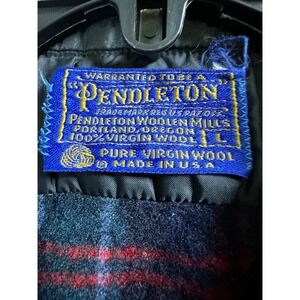 WARRANTED TO BE A
"PENDLETON"
TRADEMARK REG. U.S. PAT. OFF.
PENDLETON WOOLEN MILLS
PORTLAND, OREGON
100% VIRGIN WOOL L
PURE VIRGIN WOOL
® MADE IN U.S.A.